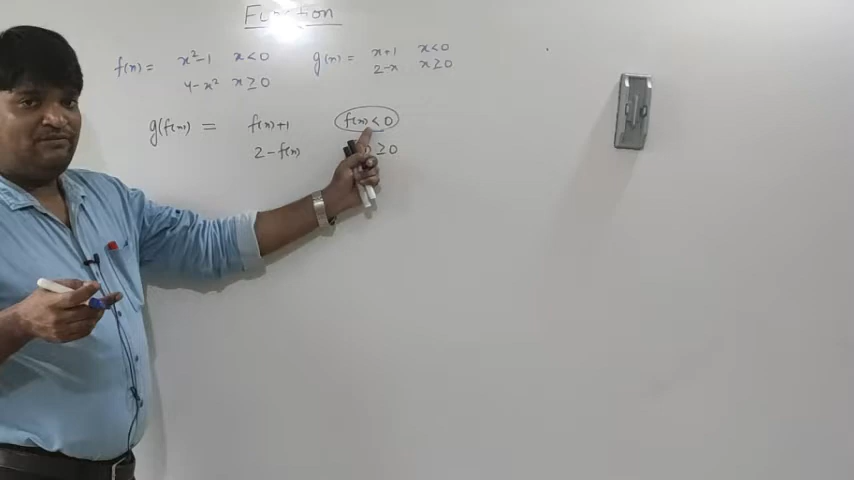 Function
f(x) = x²-1 x<0 g(x) = x+1 x<0
4-x² x≥0 2-x x≥0
g(f(x)) = f(x)+1 f(x)<0
2-f(x) ≥0